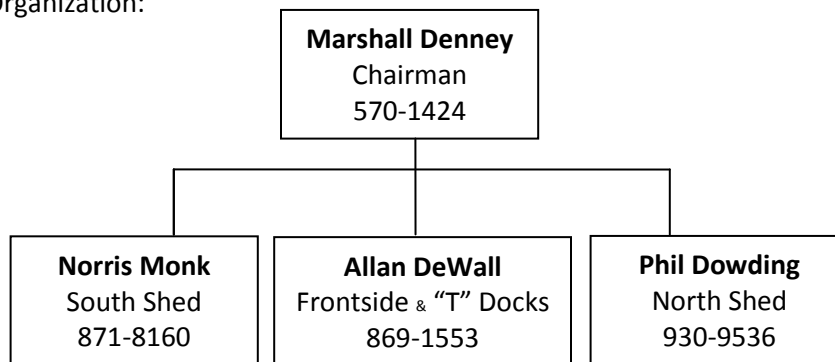 Organization:
Marshall Denney
Chairman
570-1424
Norris Monk
South Shed
871-8160
Allan DeWall
Frontside & “T” Docks
869-1553
Phil Dowding
North Shed
930-9536